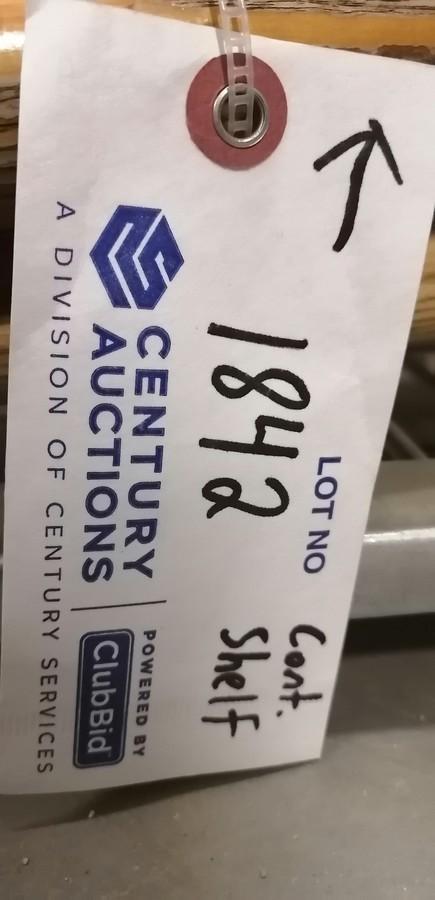 LOT NO
1842
Cont.
Shelf
CENTURY
AUCTIONS
POWERED BY
ClubBid
A DIVISION OF CENTURY SERVICES